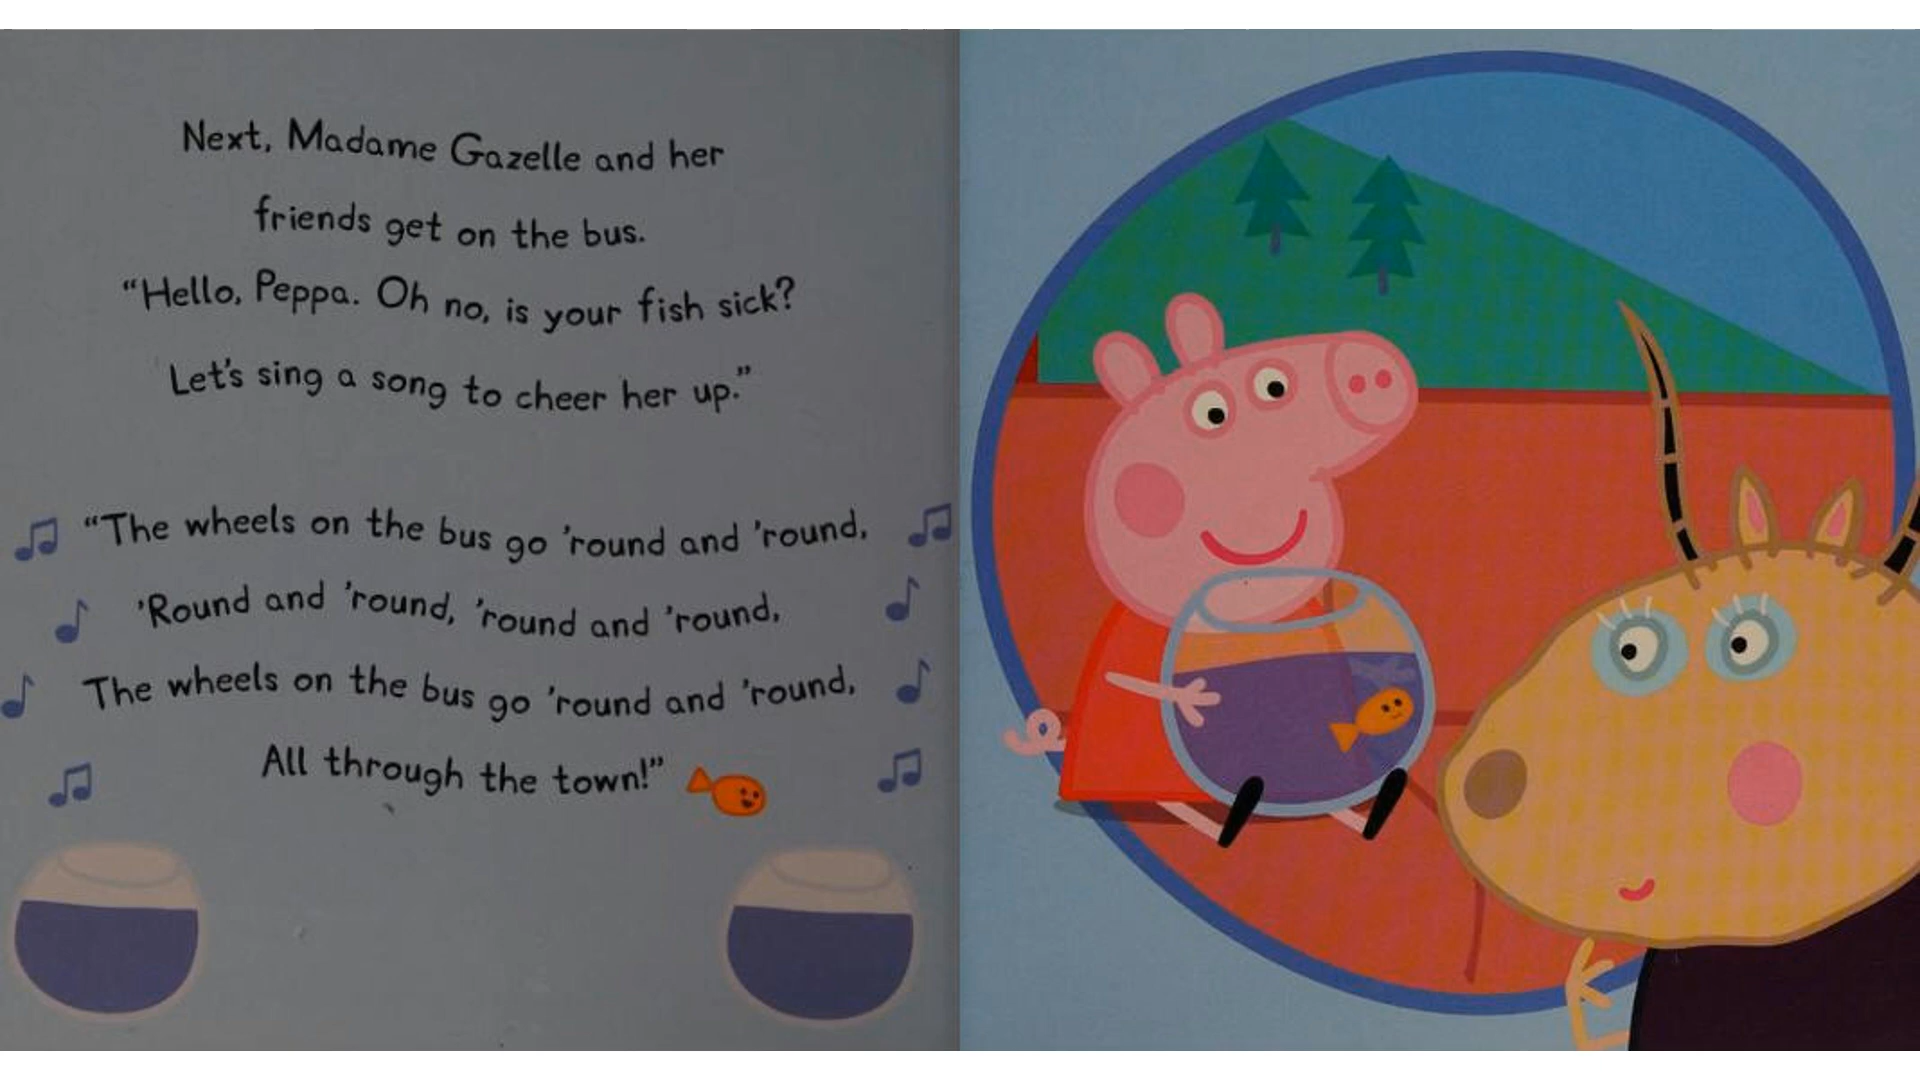 Next, Madame Gazelle and her
friends get on the bus.
“Hello, Peppa. Oh no, is your fish sick?
Let's sing a song to cheer her up.”
“The wheels on the bus go 'round and 'round,
'Round and 'round, 'round and 'round,
The wheels on the bus go 'round and 'round,
All through the town!”